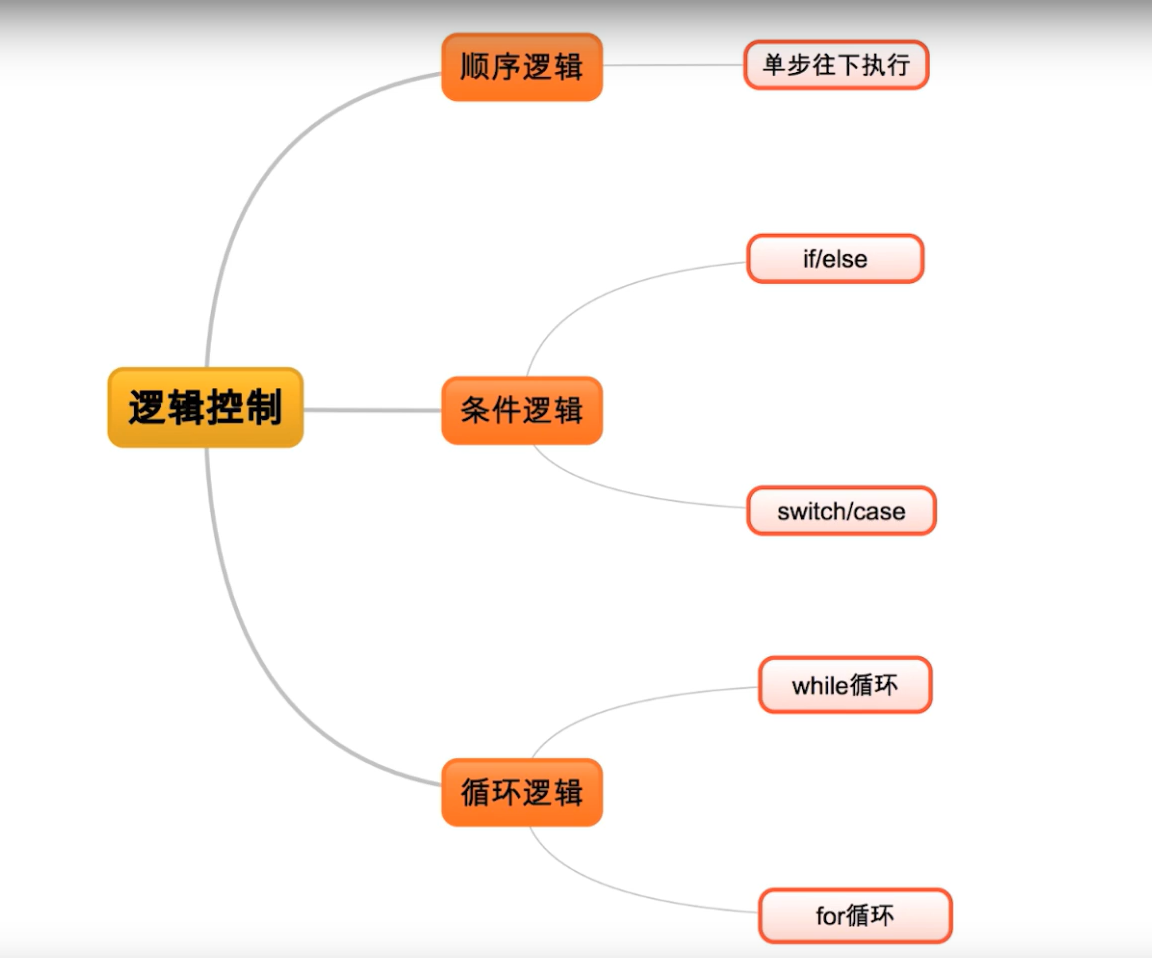 顺序逻辑
单步往下执行
if/else
逻辑控制
条件逻辑
switch/case
while循环
循环逻辑
for循环